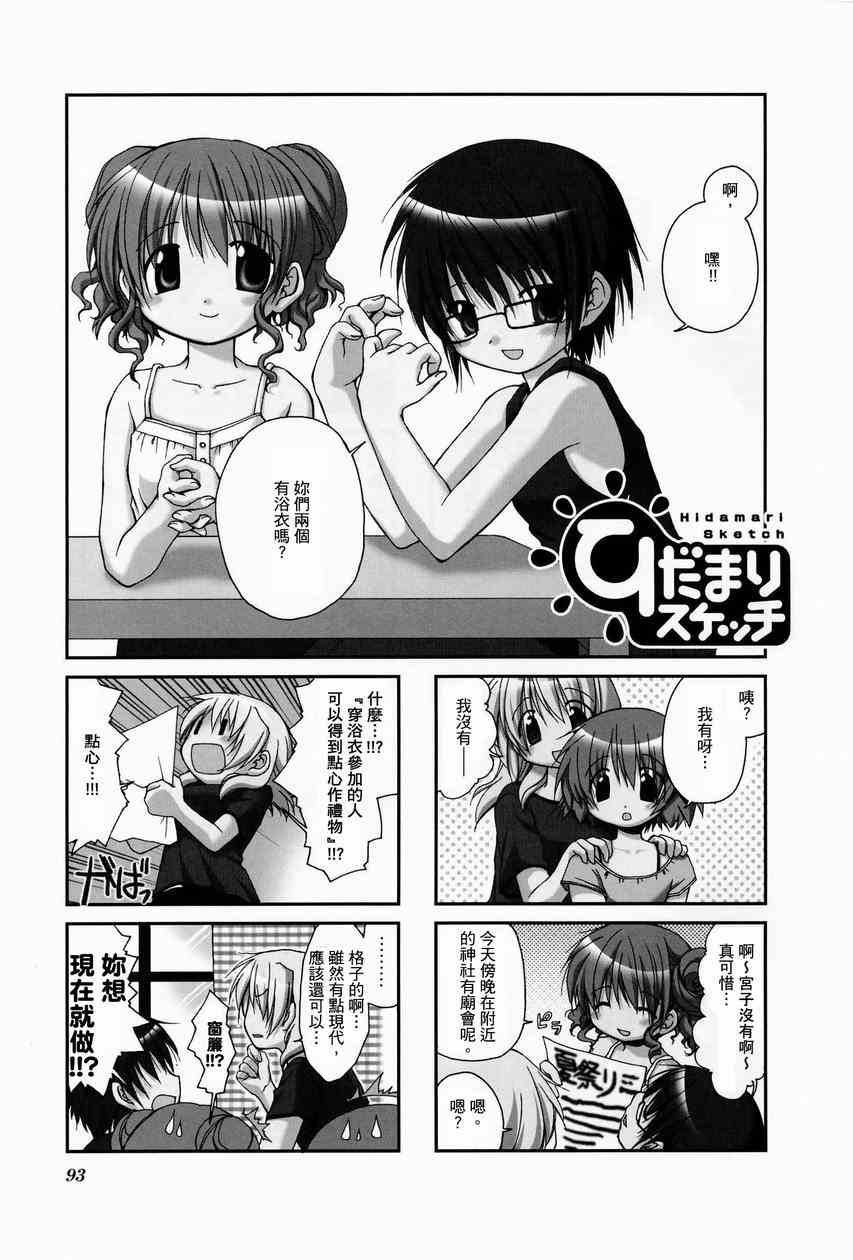 啊，
嘿!!
妳們兩個
有浴衣嗎？
Hidamari
Sketch
ひだまり
スケッチ
咦？
我有呀…
我沒有—
啊～宮子沒有啊～
真可惜…
今天傍晚在附近
的神社有廟會呢。
ピラ
夏祭り
嗯。
嗯？
什麼…!!?
『穿浴衣參加的人
可以得到點心作禮物』!!?
點心…!!!
がばっ
………
格子的啊…
雖然有點現代，
應該還可以…
窗簾!!?
妳想
現在就做!!?
93